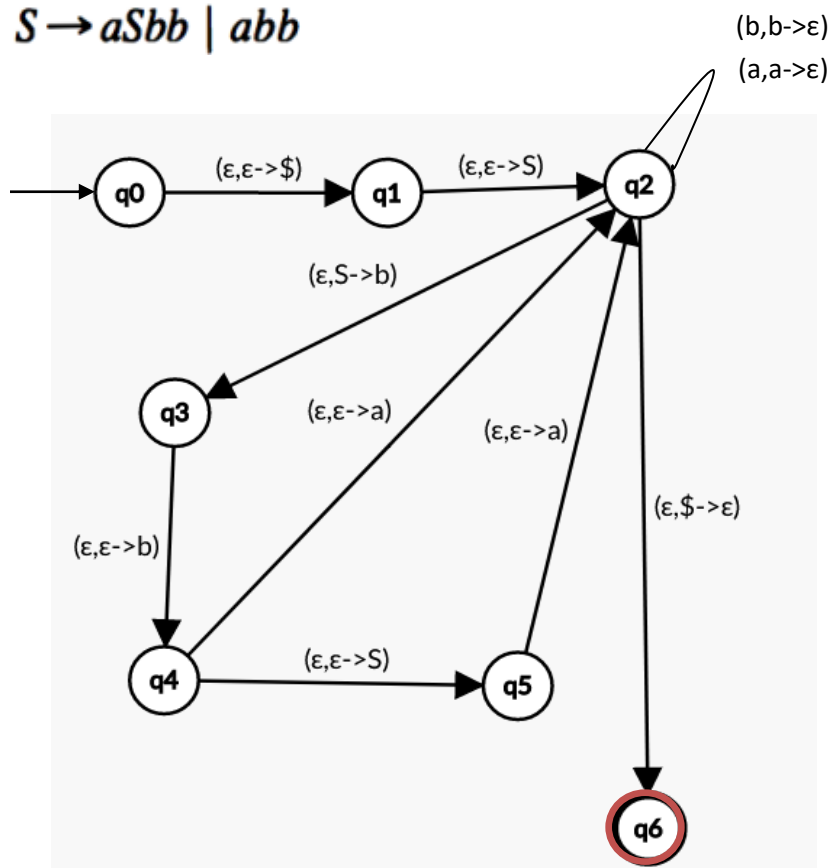 S → aSbb | abb
(b,b->ε)
(a,a->ε)
(ε,ε->$)
(ε,ε->S)
q0
q1
q2
(ε,S->b)
q3
(ε,ε->a)
(ε,ε->a)
(ε,$->ε)
(ε,ε->b)
(ε,ε->S)
q4
q5
q6